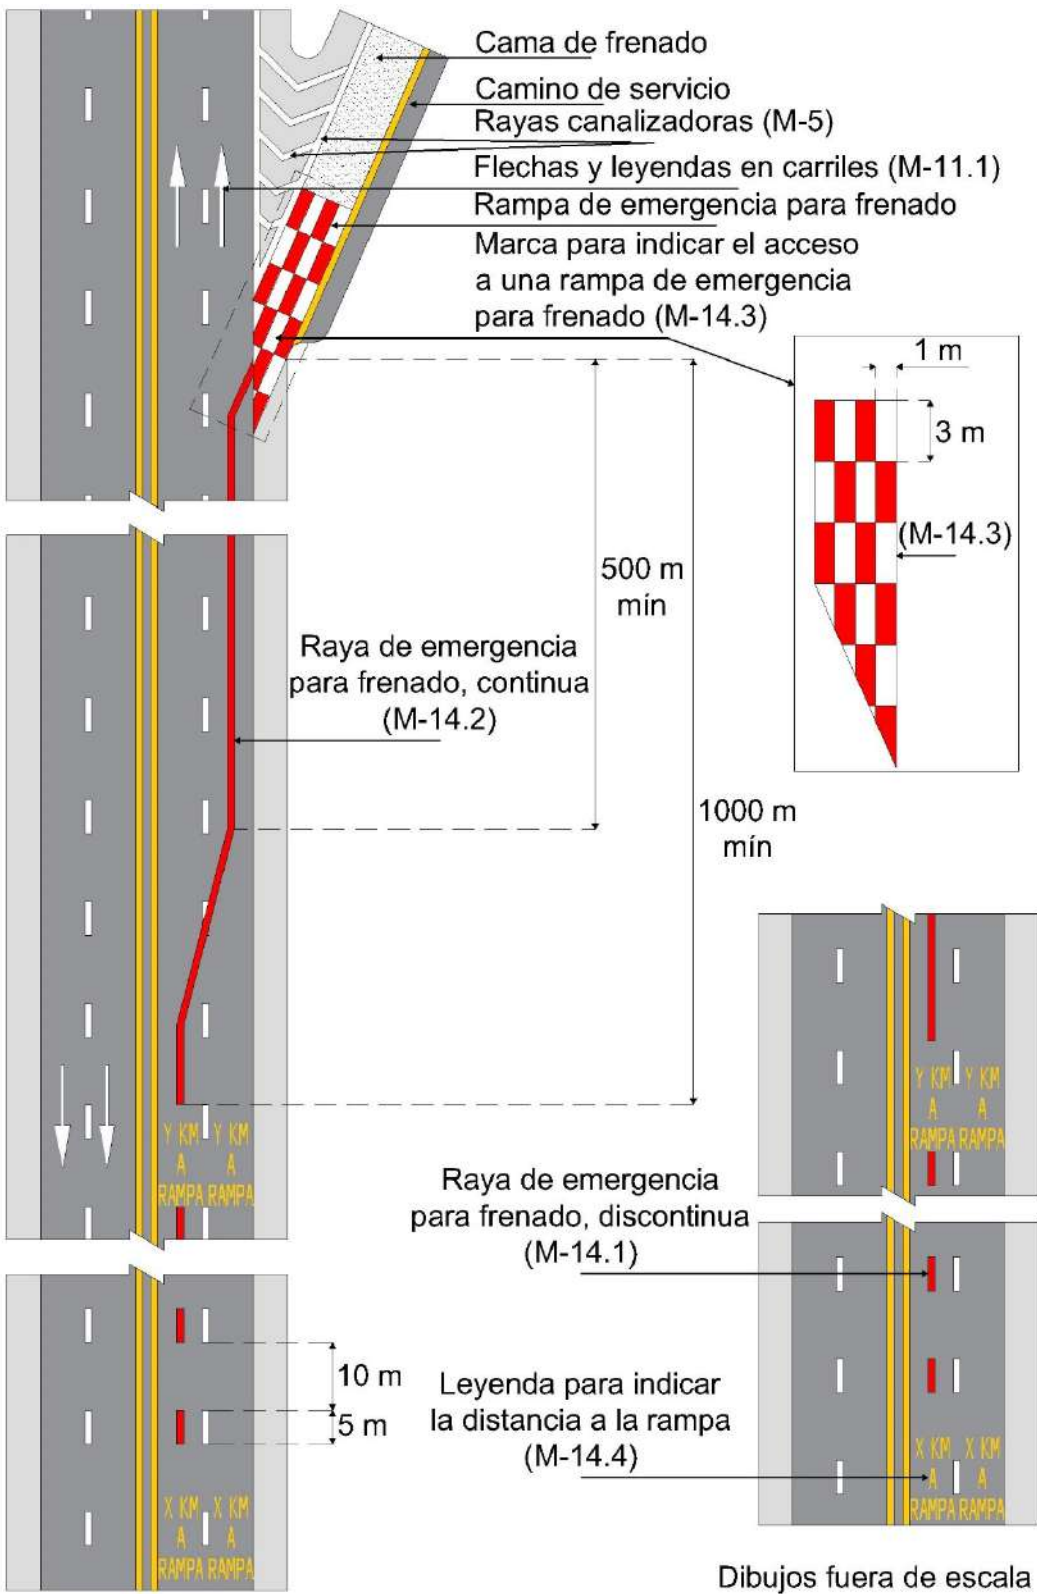 Cama de frenado
Camino de servicio
Rayas canalizadoras (M-5)
Flechas y leyendas en carriles (M-11.1)
Rampa de emergencia para frenado
Marca para indicar el acceso
a una rampa de emergencia
para frenado (M-14.3)
1 m
3 m
(M-14.3)
500 m
mín
Raya de emergencia
para frenado, continua
(M-14.2)
1000 m
mín
Y KM Y KM
A A
RAMPA RAMPA
Y KM Y KM
A A
RAMPA RAMPA
Raya de emergencia
para frenado, discontinua
(M-14.1)
10 m
5 m
Leyenda para indicar
la distancia a la rampa
(M-14.4)
X KM X KM
A A
RAMPA RAMPA
X KM X KM
A A
RAMPA RAMPA
Dibujos fuera de escala